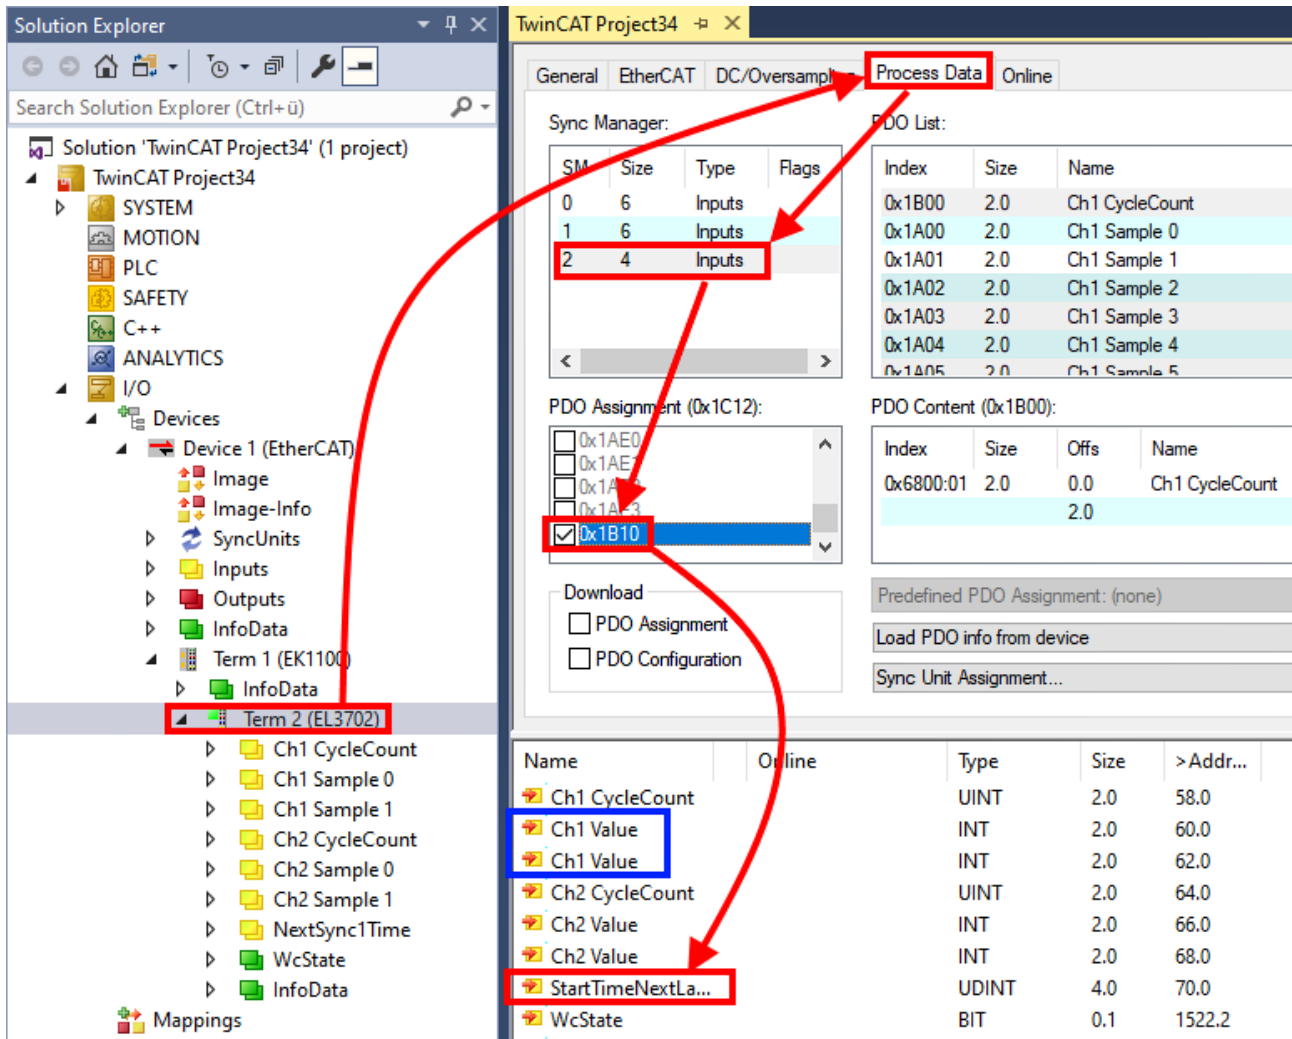 Solution Explorer
Search Solution Explorer (Ctrl+ü)
Solution 'TwinCAT Project34' (1 project)
TwinCAT Project34
SYSTEM
MOTION
PLC
SAFETY
C++
ANALYTICS
I/O
Devices
Device 1 (EtherCAT)
Image
Image-Info
SyncUnits
Inputs
Outputs
InfoData
Term 1 (EK1100)
InfoData
Term 2 (EL3702)
Ch1 CycleCount
Ch1 Sample 0
Ch1 Sample 1
Ch2 CycleCount
Ch2 Sample 0
Ch2 Sample 1
NextSync1Time
WcState
InfoData
Mappings
TwinCAT Project34
General EtherCAT DC/Oversampling Process Data Online
Sync Manager:
SM Size Type Flags
0 6 Inputs
1 6 Inputs
2 4 Inputs
PDO List:
Index Size Name
0x1B00 2.0 Ch1 CycleCount
0x1A00 2.0 Ch1 Sample 0
0x1A01 2.0 Ch1 Sample 1
0x1A02 2.0 Ch1 Sample 2
0x1A03 2.0 Ch1 Sample 3
0x1A04 2.0 Ch1 Sample 4
0x1A05 2.0 Ch1 Sample 5
PDO Assignment (0x1C12):
0x1AE0
0x1AE1
0x1AE3
0x1B10
PDO Content (0x1B00):
Index Size Offs Name
0x6800:01 2.0 0.0 Ch1 CycleCount
2.0
Download
PDO Assignment
PDO Configuration
Predefined PDO Assignment: (none)
Load PDO info from device
Sync Unit Assignment...
Name Online Type Size >Addr...
Ch1 CycleCount UINT 2.0 58.0
Ch1 Value INT 2.0 60.0
Ch1 Value INT 2.0 62.0
Ch2 CycleCount UINT 2.0 64.0
Ch2 Value INT 2.0 66.0
Ch2 Value INT 2.0 68.0
StartTimeNextLa... UDINT 4.0 70.0
WcState BIT 0.1 1522.2